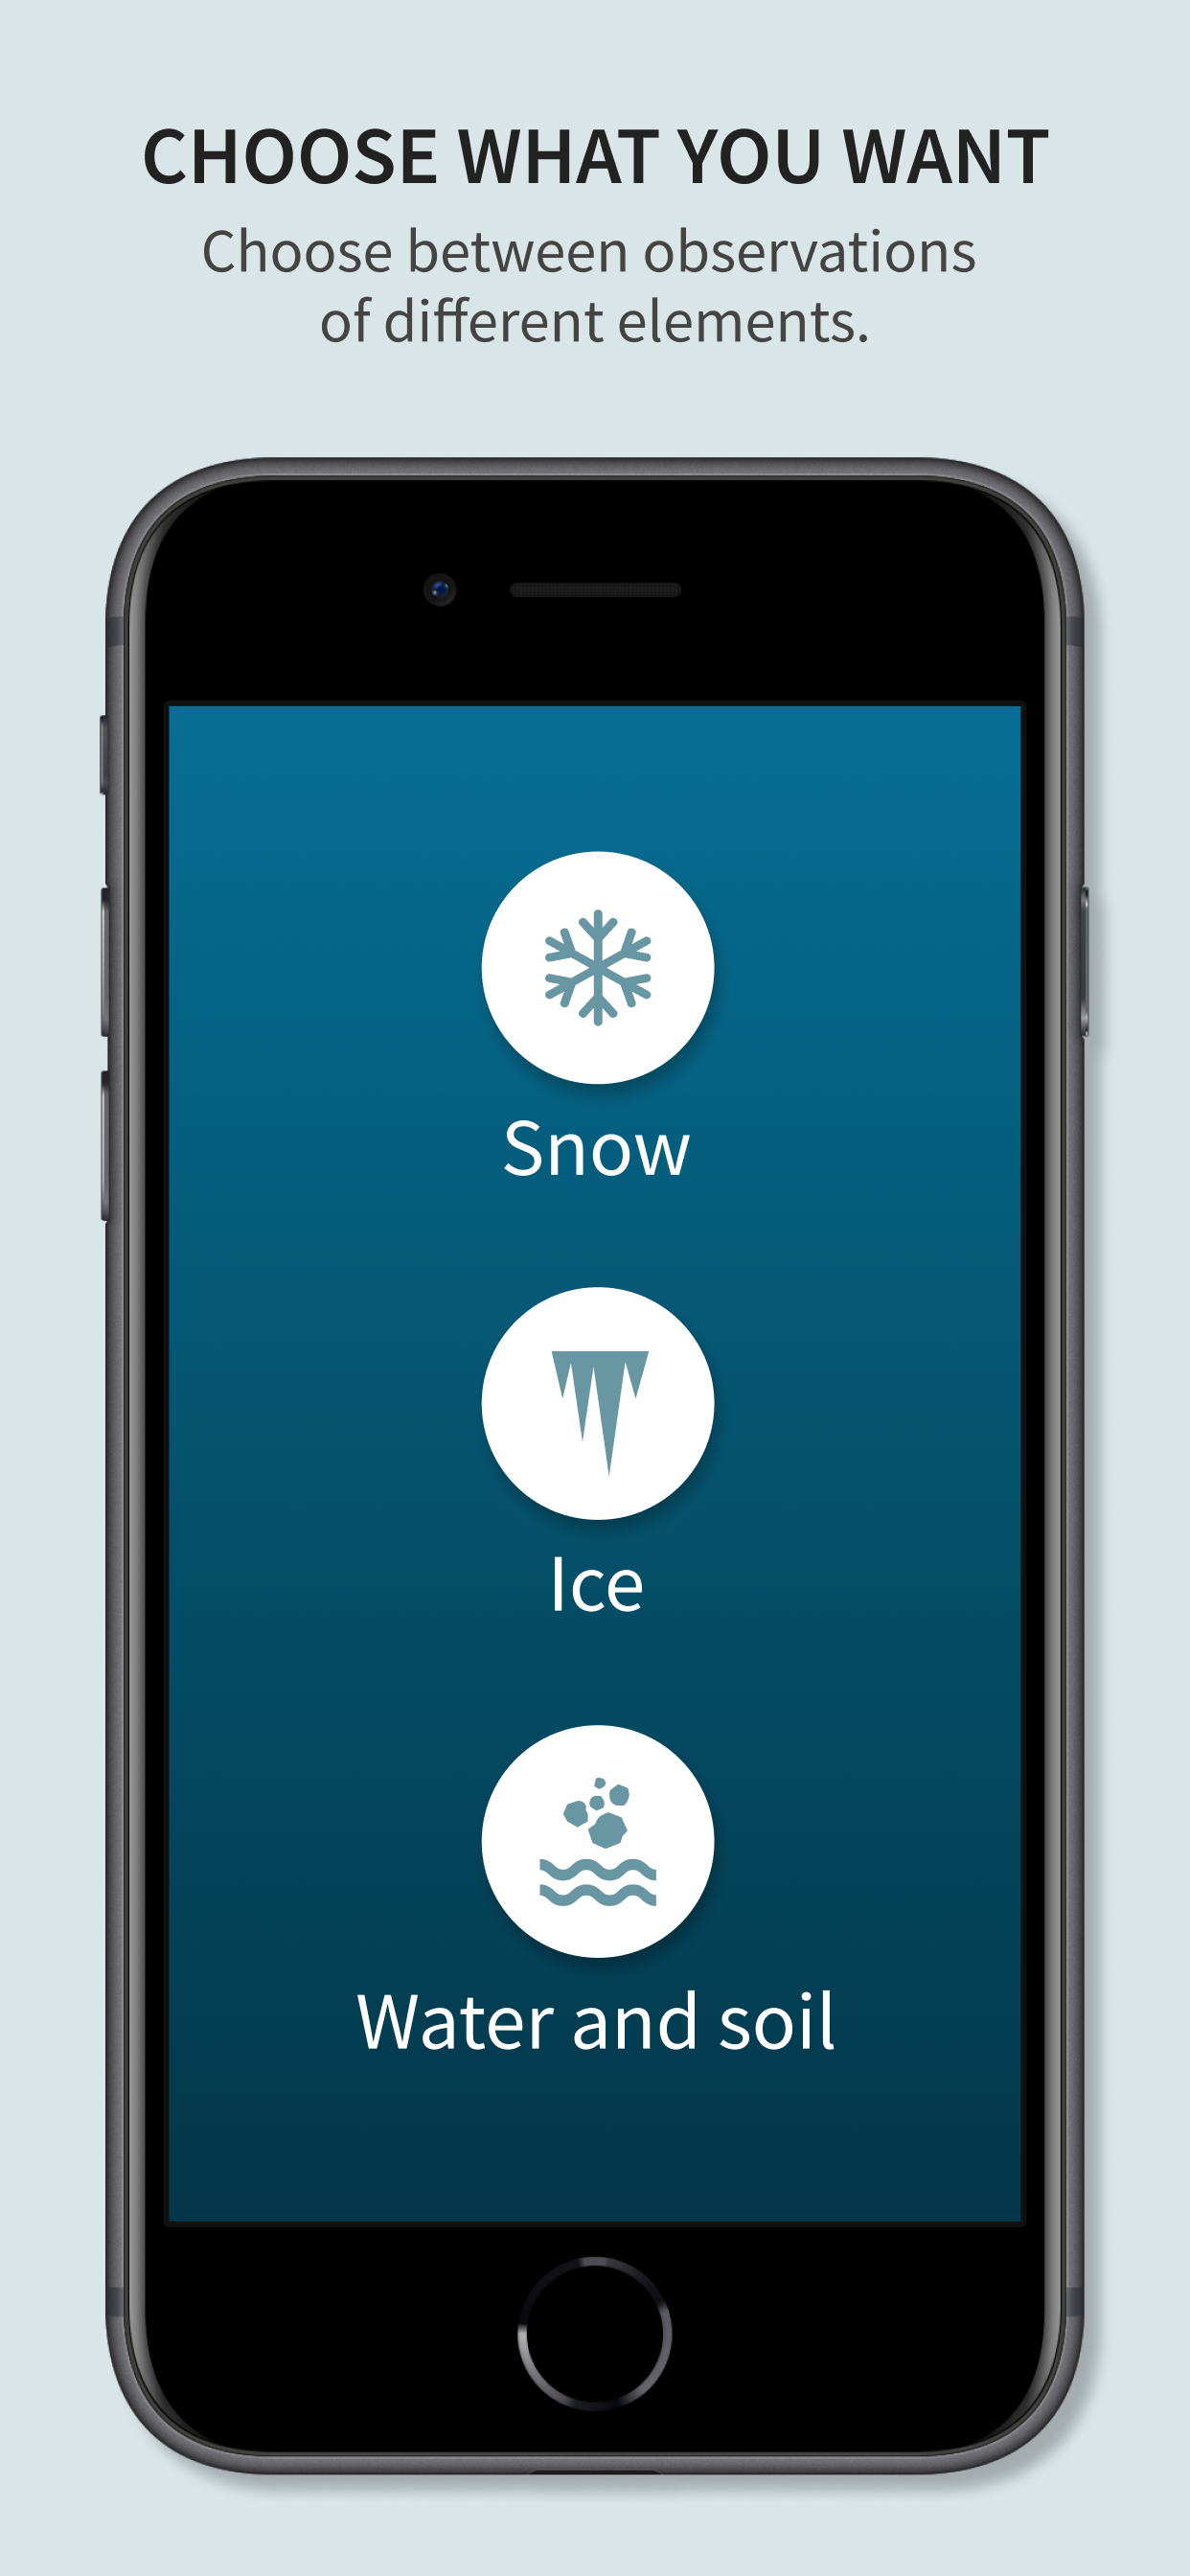 CHOOSE WHAT YOU WANT
Choose between observations
of different elements.
Snow
Ice
Water and soil